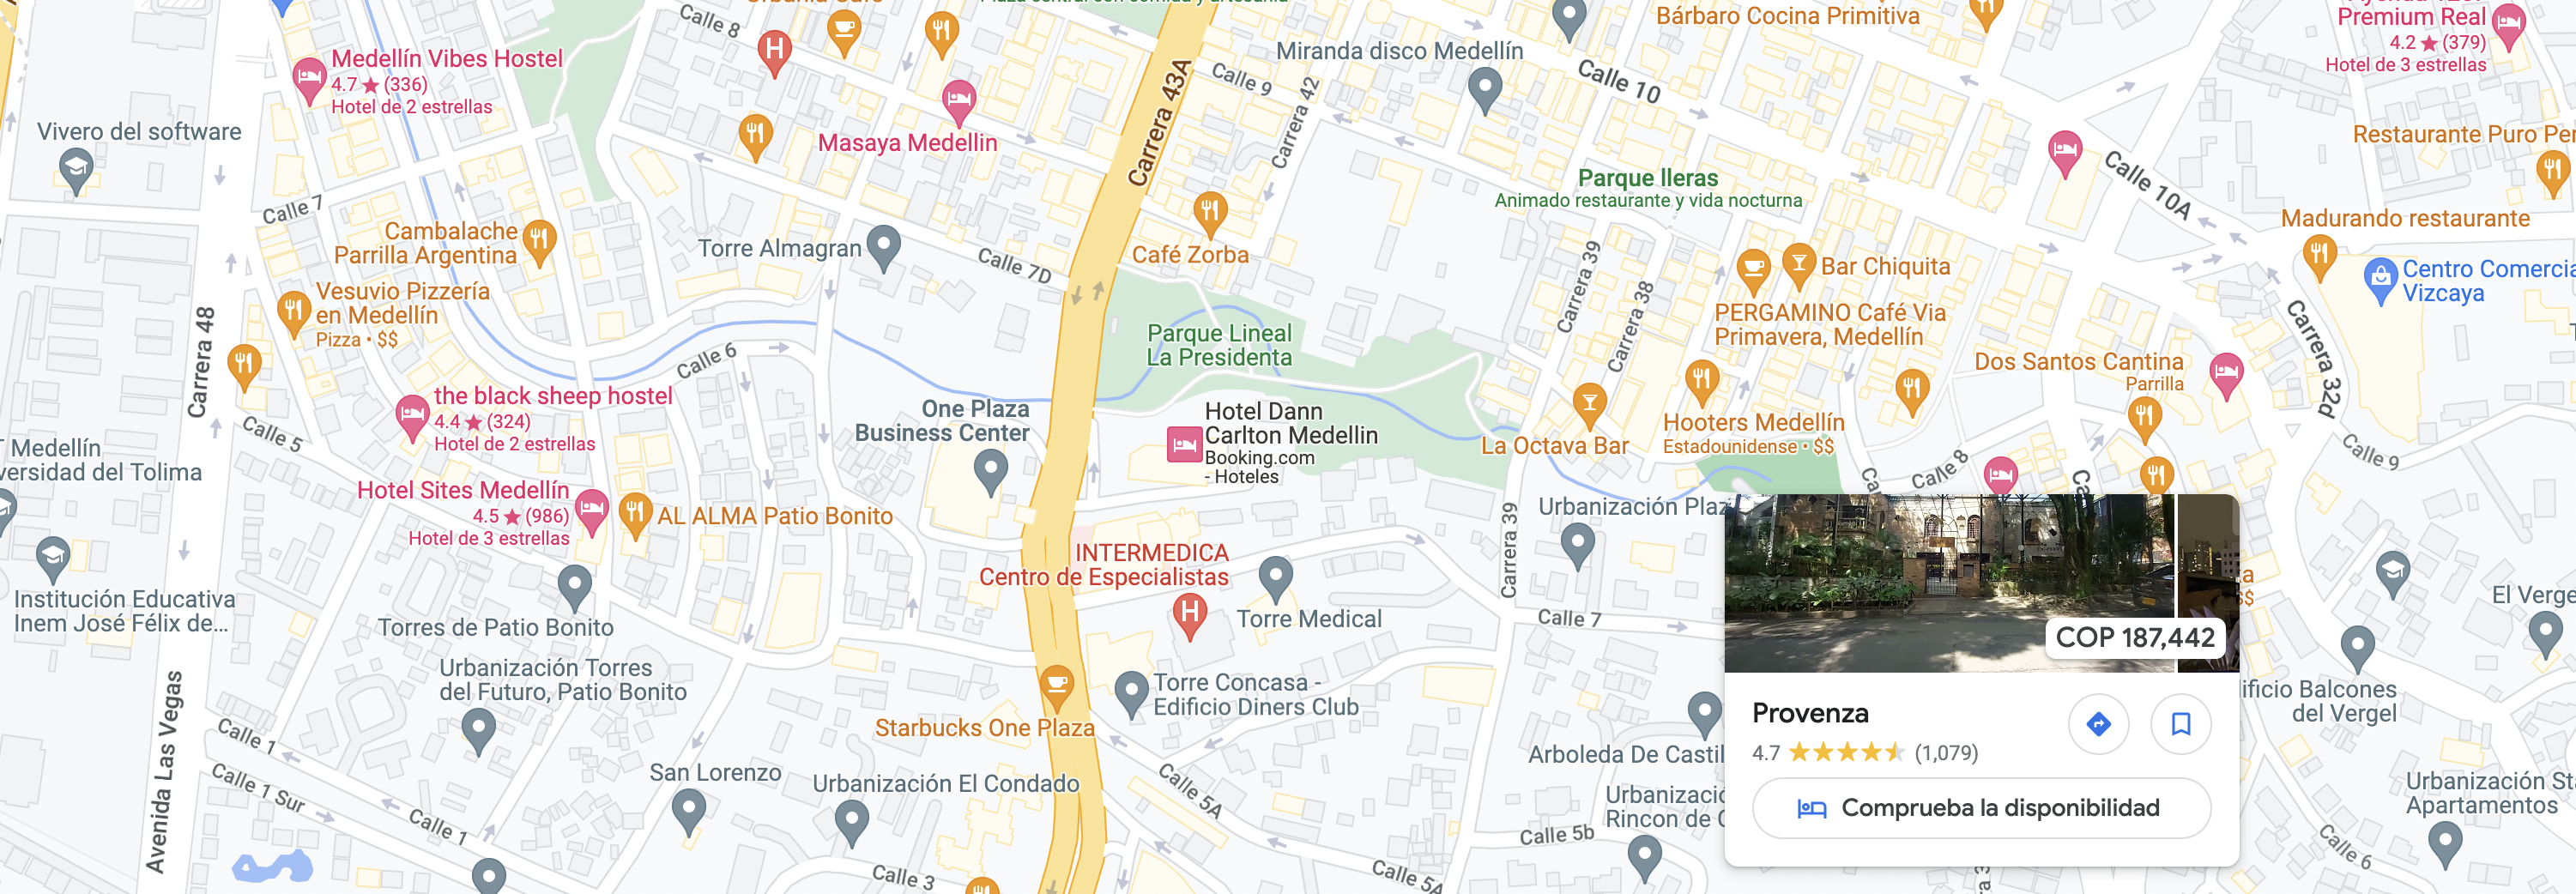 Calle 8
Miranda disco Medellín
Bárbaro Cocina Primitiva
Premium Real
4.2 ★ (379)
Hotel de 3 estrellas
Medellín Vibes Hostel
4.7 ★ (336)
Hotel de 2 estrellas
Carrera 43A
Calle 9
Carrera 42
Calle 10
Vivero del software
Masaya Medellin
Restaurante Puro Per
Calle 7
Parque lleras
Animado restaurante y vida nocturna
Calle 10A
Madurando restaurante
Cambalache
Parrilla Argentina
Torre Almagran
Calle 7D
Café Zorba
Carrera 39
Carrera 38
Bar Chiquita
Centro Comercia
Vizcaya
Vesuvio Pizzería
en Medellín
Pizza • $$
PERGAMINO Café Via
Primavera, Medellín
Parque Lineal
La Presidenta
Carrera 48
Calle 6
Carrera 32d
Dos Santos Cantina
Parrilla
the black sheep hostel
4.4 ★ (324)
Hotel de 2 estrellas
One Plaza
Business Center
Hotel Dann
Carlton Medellin
Booking.com
- Hoteles
La Octava Bar
Hooters Medellín
Estadounidense • $$
Calle 5
Calle 8
Calle 9
Medellín
versidad del Tolima
Hotel Sites Medellín
4.5 ★ (986)
Hotel de 3 estrellas
AL ALMA Patio Bonito
Urbanización Plaz
Carrera 39
INTERMEDICA
Centro de Especialistas
Torre Medical
Calle 7
Institución Educativa
Inem José Félix de...
Torres de Patio Bonito
El Verge
COP 187,442
Urbanización Torres
del Futuro, Patio Bonito
Torre Concasa -
Edificio Diners Club
ificio Balcones
del Vergel
Starbucks One Plaza
Provenza
4.7 (1,079)
Comprueba la disponibilidad
Avenida Las Vegas
Calle 1
Calle 1 Sur
Calle 1
San Lorenzo
Urbanización El Condado
Calle 5A
Arboleda De Castil
Urbanizació
Rincon de C
Calle 5b
Urbanización St
Apartamentos
Calle 6
Calle 3
Calle 5A